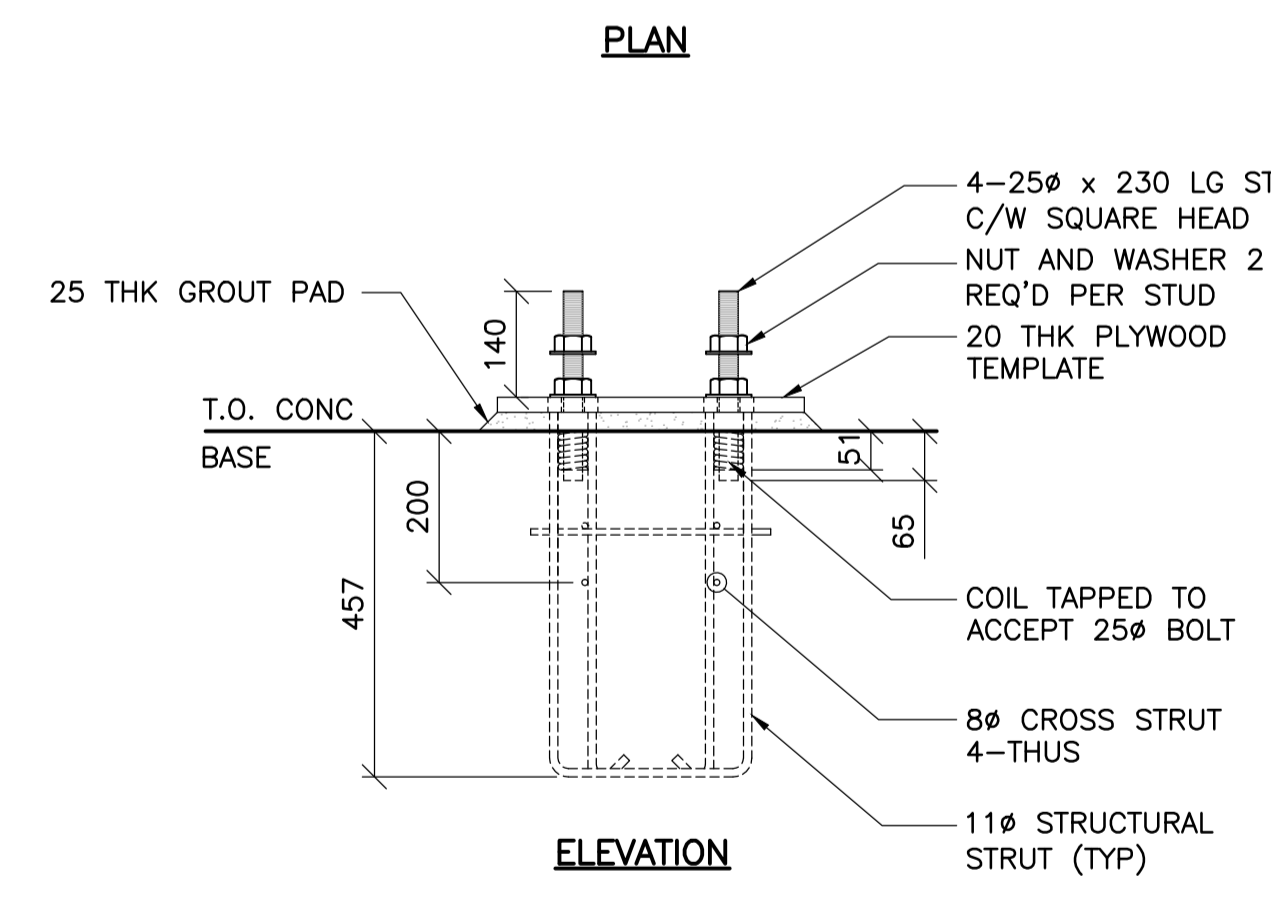 PLAN
4-25ø x 230 LG
C/W SQUARE HEAD
NUT AND WASHER 2
REQ'D PER STUD
25 THK GROUT PAD
20 THK PLYWOOD
TEMPLATE
140
T.O. CONC
BASE
51
65
200
457
COIL TAPPED TO
ACCEPT 25ø BOLT
8ø CROSS STRUT
4-THUS
11ø STRUCTURAL
STRUT (TYP)
ELEVATION